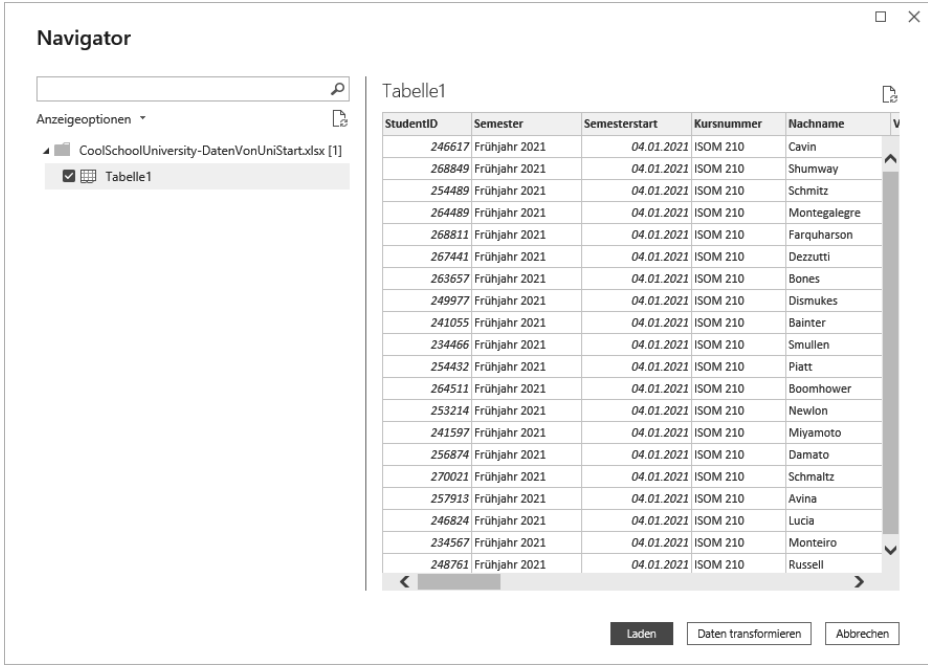 Navigator
Anzeigeoptionen
CoolSchoolUniversity-DatenVonUniStart.xlsx [1]
Tabelle1
Tabelle1
StudentID Semester Semesterstart Kursnummer Nachname V
246617 Frühjahr 2021 04.01.2021 ISOM 210 Cavin
268849 Frühjahr 2021 04.01.2021 ISOM 210 Shumway
254489 Frühjahr 2021 04.01.2021 ISOM 210 Schmitz
264489 Frühjahr 2021 04.01.2021 ISOM 210 Montegalegre
268811 Frühjahr 2021 04.01.2021 ISOM 210 Farquharson
267441 Frühjahr 2021 04.01.2021 ISOM 210 Dezzutti
263657 Frühjahr 2021 04.01.2021 ISOM 210 Bones
249977 Frühjahr 2021 04.01.2021 ISOM 210 Dismukes
241055 Frühjahr 2021 04.01.2021 ISOM 210 Bainter
234466 Frühjahr 2021 04.01.2021 ISOM 210 Smullen
254432 Frühjahr 2021 04.01.2021 ISOM 210 Piatt
264511 Frühjahr 2021 04.01.2021 ISOM 210 Boomhower
253214 Frühjahr 2021 04.01.2021 ISOM 210 Newlon
241597 Frühjahr 2021 04.01.2021 ISOM 210 Miyamoto
256874 Frühjahr 2021 04.01.2021 ISOM 210 Damato
270021 Frühjahr 2021 04.01.2021 ISOM 210 Schmaltz
257913 Frühjahr 2021 04.01.2021 ISOM 210 Avina
246824 Frühjahr 2021 04.01.2021 ISOM 210 Lucia
234567 Frühjahr 2021 04.01.2021 ISOM 210 Monteiro
248761 Frühjahr 2021 04.01.2021 ISOM 210 Russell
Laden Daten transformieren Abbrechen